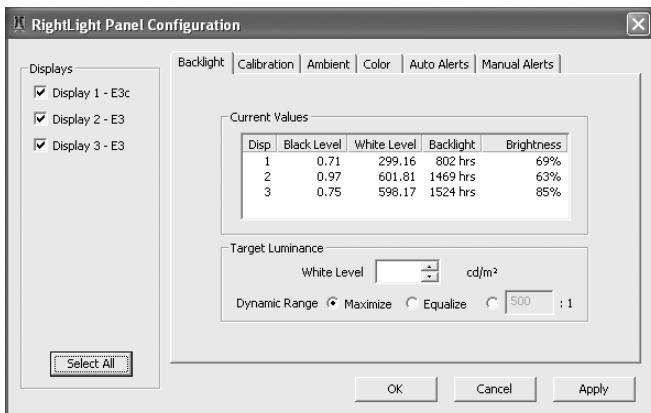 RightLight Panel Configuration
Displays
Display 1 - E3c
Display 2 - E3
Display 3 - E3
Select All
Backlight Calibration Ambient Color Auto Alerts Manual Alerts
Current Values
Disp Black Level White Level Backlight Brightness
1 0.71 299.16 802 hrs 69%
2 0.97 601.81 1469 hrs 63%
3 0.75 598.17 1524 hrs 85%
Target Luminance
White Level cd/m²
Dynamic Range Maximize Equalize 500 : 1
OK Cancel Apply